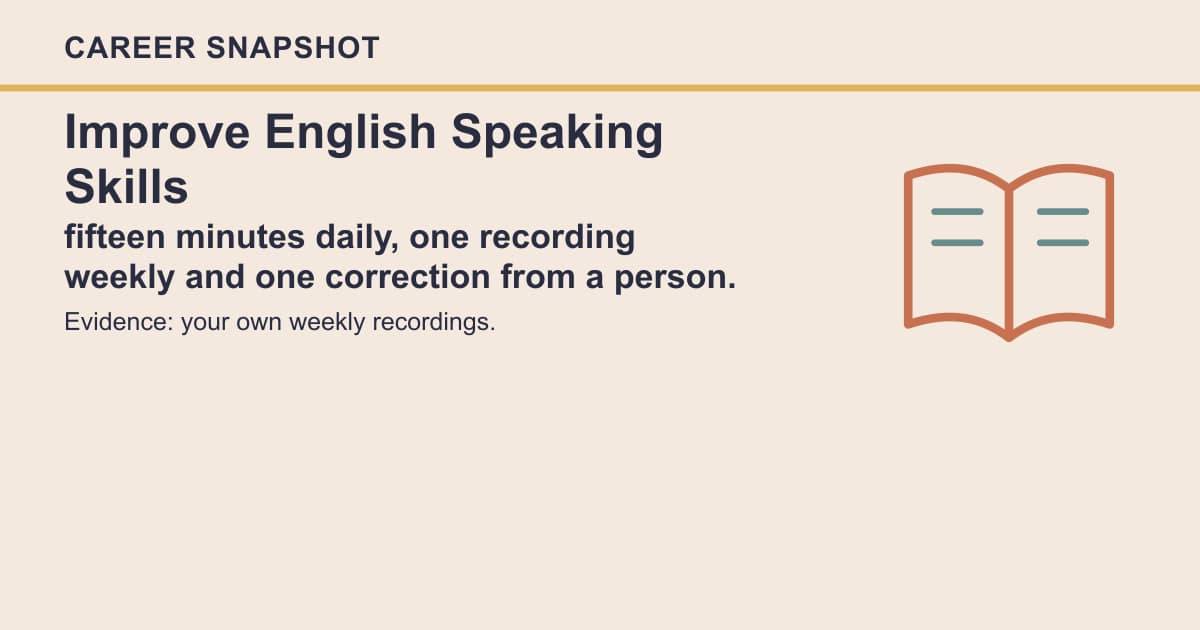 CAREER SNAPSHOT
Improve English Speaking
Skills
fifteen minutes daily, one recording
weekly and one correction from a person.
Evidence: your own weekly recordings.